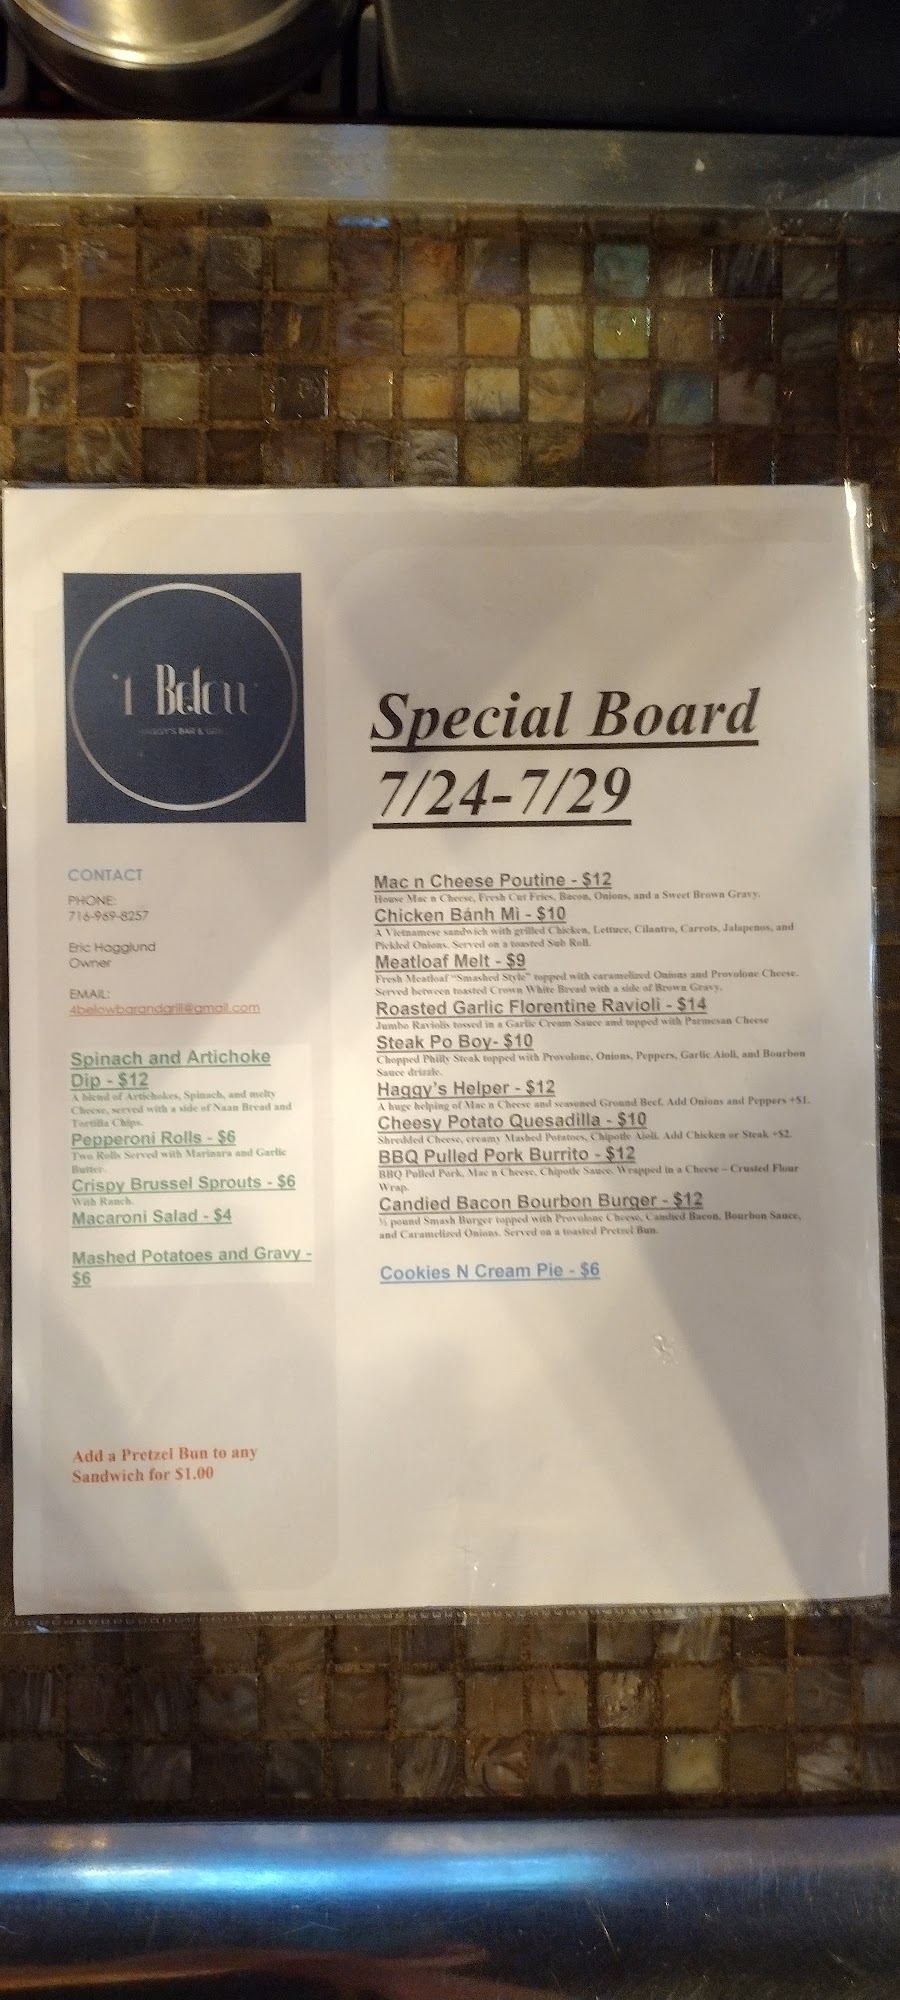 Below
HAGGY'S BAR &
CONTACT
PHONE:
716-969-8257
Eric Hagglund
Owner
EMAIL:
4belowbarandgrill@gmail.com
Spinach and Artichoke
Dip - $12
A blend of Artichokes, Spinach, and melty
Cheese, served with a side of Naan Bread and
Tortilla Chips.
Pepperoni Rolls - $6
Two Rolls Served with Marinara and Garlic
Butter.
Crispy Brussel Sprouts - $6
With Ranch.
Macaroni Salad - $4
Mashed Potatoes and Gravy -
$6
Add a Pretzel Bun to any
Sandwich for $1.00
Special Board
7/24-7/29
Mac n Cheese Poutine - $12
House Mac n Cheese, Fresh Cut Fries, Bacon, Onions, and a Sweet Brown Gravy.
Chicken Bánh Mì - $10
A Vietnamese sandwich with grilled Chicken, Lettuce, Cilantro, Carrots, Jalapenos, and
Pickled Onions. Served on a toasted Sub Roll.
Meatloaf Melt - $9
Fresh Meatloaf "Smashed Style" topped with caramelized Onions and Provolone Cheese.
Served between toasted Crown White Bread with a side of Brown Gravy.
Roasted Garlic Florentine Ravioli - $14
Jumbo Raviolis tossed in a Garlic Cream Sauce and topped with Parmesan Cheese
Steak Po Boy- $10
Chopped Philly Steak topped with Provolone, Onions, Peppers, Garlic Aioli, and Bourbon
Sauce drizzle.
Haggy's Helper - $12
A huge helping of Mac n Cheese and seasoned Ground Beef. Add Onions and Peppers +$1.
Cheesy Potato Quesadilla - $10
Shredded Cheese, creamy Mashed Potatoes, Chipotle Aioli. Add Chicken or Steak +$2.
BBQ Pulled Pork Burrito - $12
BBQ Pulled Pork, Mac n Cheese, Chipotle Sauce. Wrapped in a Cheese – Crusted Flour
Wrap.
Candied Bacon Bourbon Burger - $12
½ pound Smash Burger topped with Provolone Cheese, Candied Bacon, Bourbon Sauce,
and Caramelized Onions. Served on a toasted Pretzel Bun.
Cookies N Cream Pie - $6